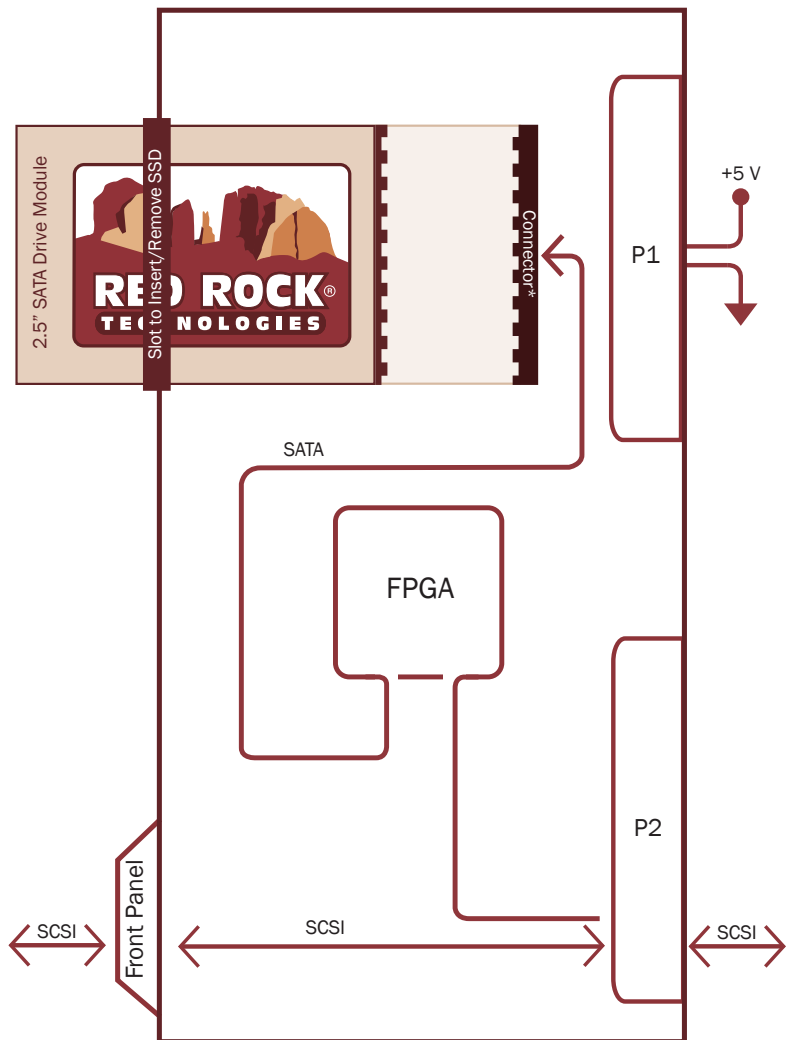 +5 V
P1
2.5" SATA Drive Module
RED ROCK®
TECHNOLOGIES
Slot to Insert/Remove SSD
Connector*
SATA
FPGA
P2
Front Panel
SCSI
SCSI
SCSI